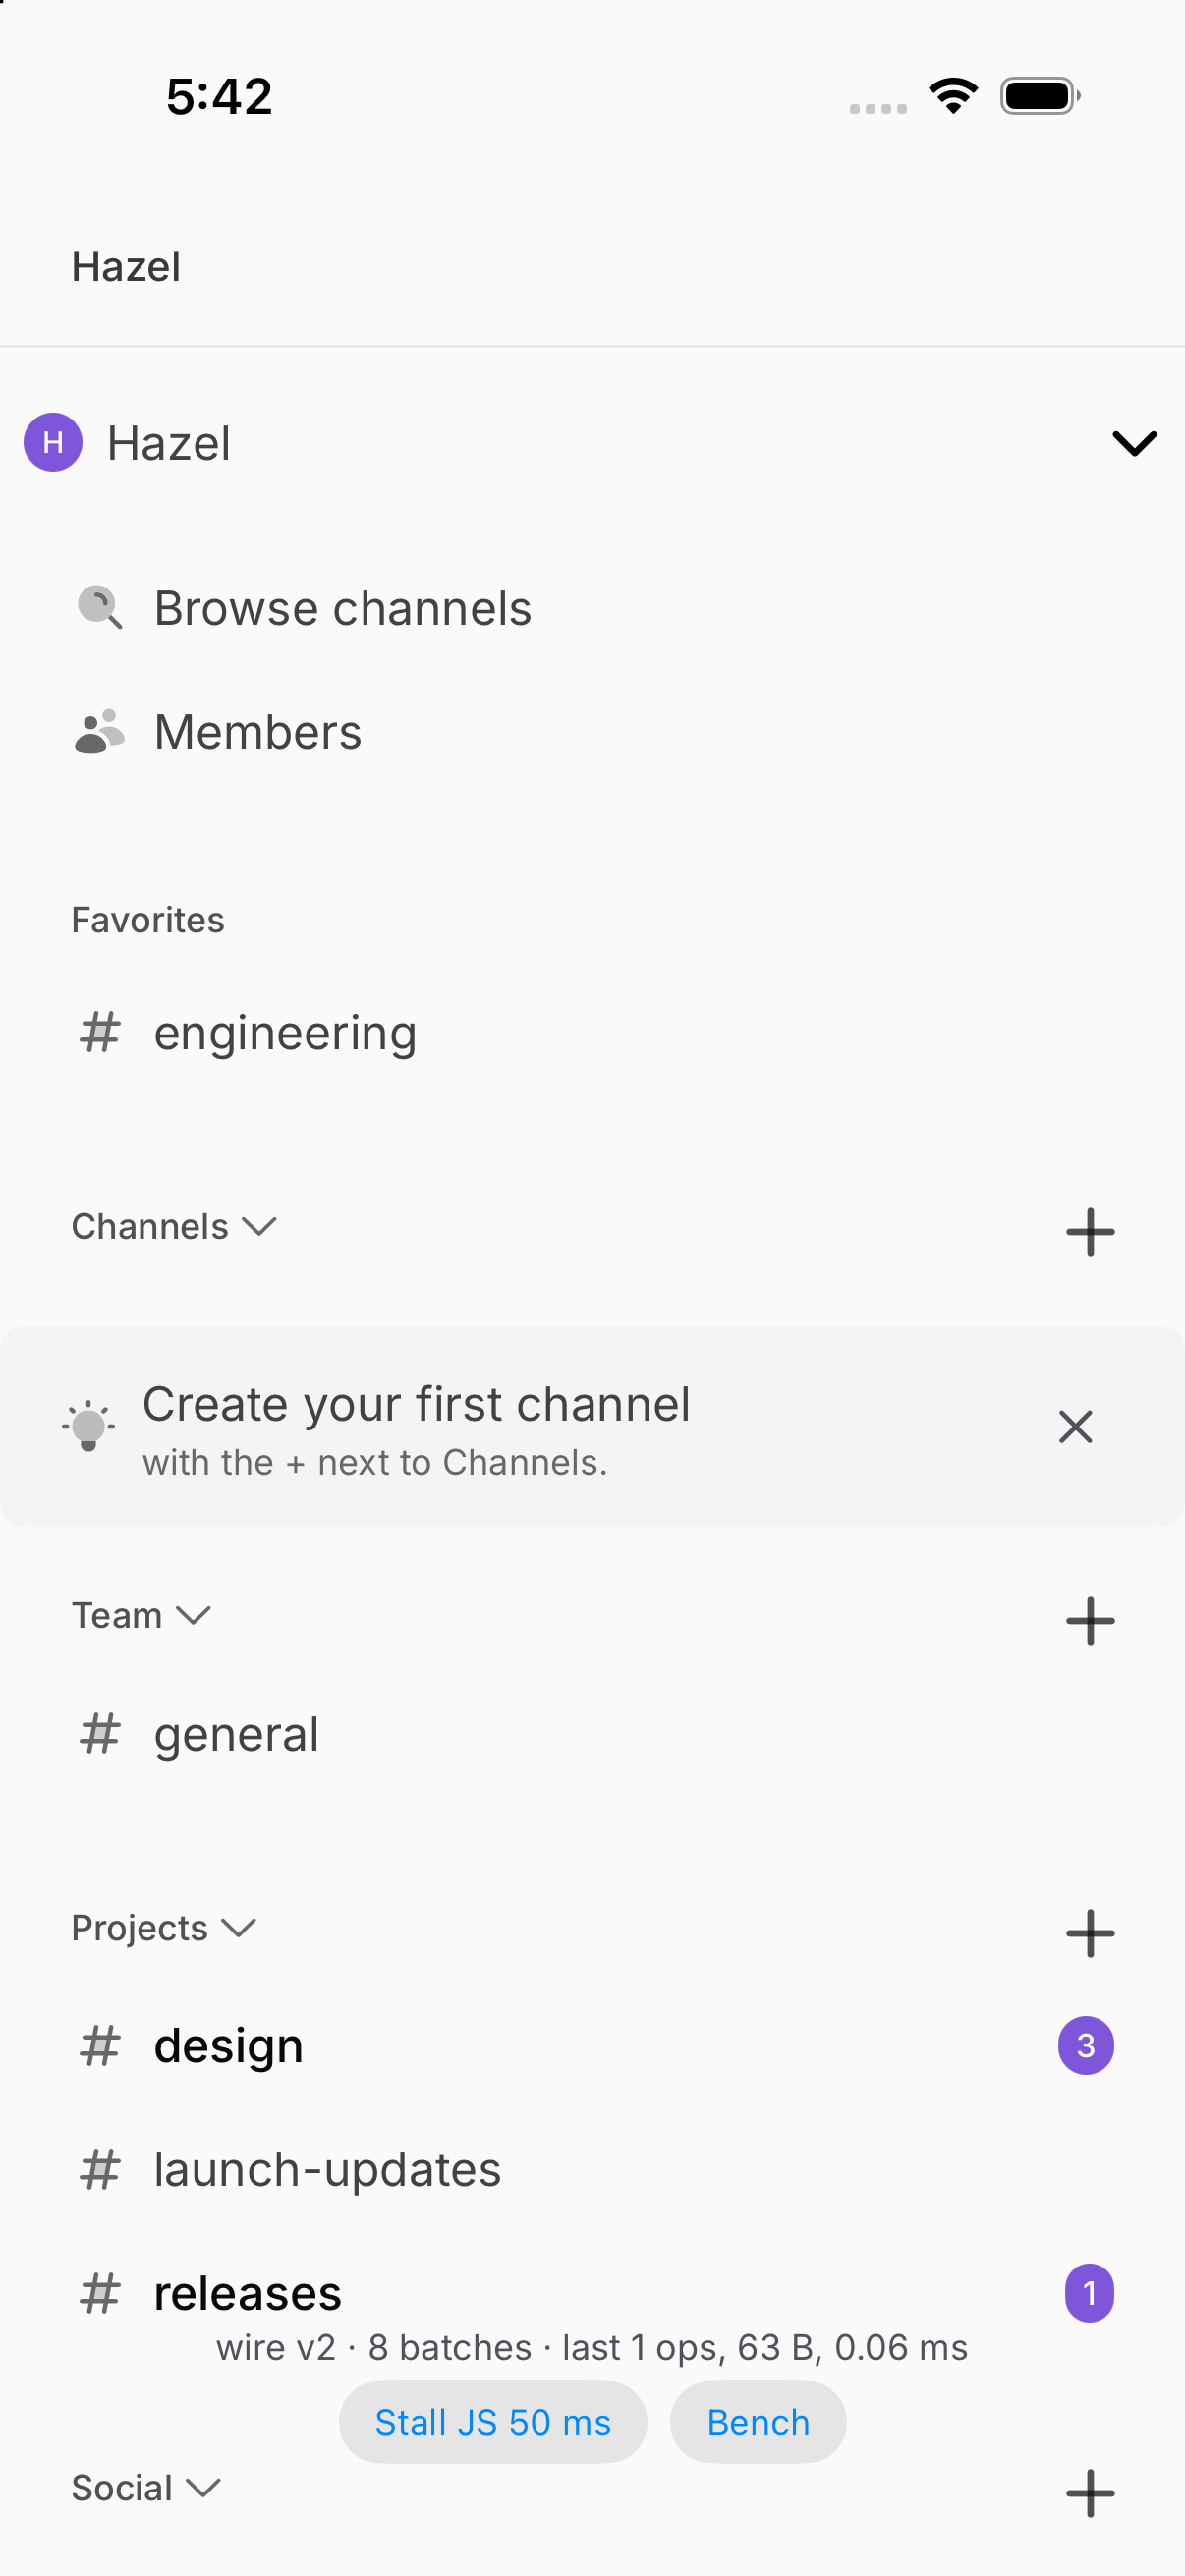 5:42
Hazel
H Hazel
Browse channels
Members
Favorites
# engineering
Channels
Create your first channel
with the + next to Channels.
Team
# general
Projects
# design 3
# launch-updates
# releases 1
wire v2 · 8 batches · last 1 ops, 63 B, 0.06 ms
Stall JS 50 ms Bench
Social